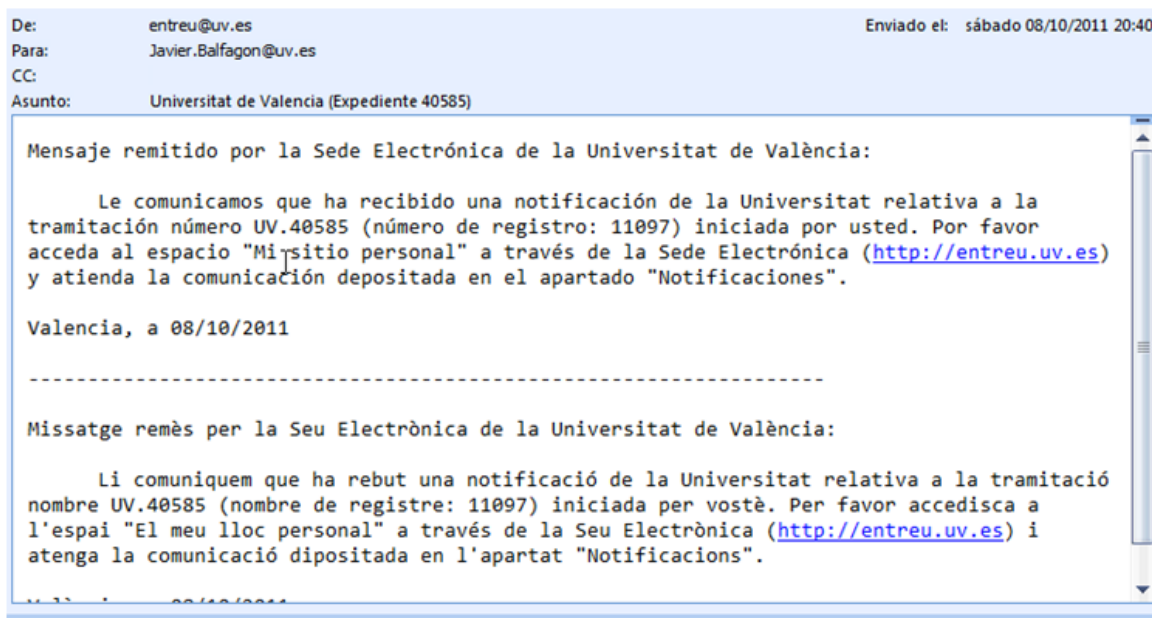 De: entreu@uv.es Enviado el: sábado 08/10/2011 20:40
Para: Javier.Balfagon@uv.es
CC:
Asunto: Universitat de Valencia (Expediente 40585)
Mensaje remitido por la Sede Electrónica de la Universitat de València:
Le comunicamos que ha recibido una notificación de la Universitat relativa a la
tramitación número UV.40585 (número de registro: 11097) iniciada por usted. Por favor
acceda al espacio "Mi sitio personal" a través de la Sede Electrónica (http://entreu.uv.es)
y atienda la comunicación depositada en el apartado "Notificaciones".
Valencia, a 08/10/2011
-------------------------------------------------------------------
Missatge remès per la Seu Electrònica de la Universitat de València:
Li comuniquem que ha rebut una notificació de la Universitat relativa a la tramitació
nombre UV.40585 (nombre de registre: 11097) iniciada per vostè. Per favor accedisca a
l'espai "El meu lloc personal" a través de la Seu Electrònica (http://entreu.uv.es) i
atenga la comunicació dipositada en l'apartat "Notificacions".